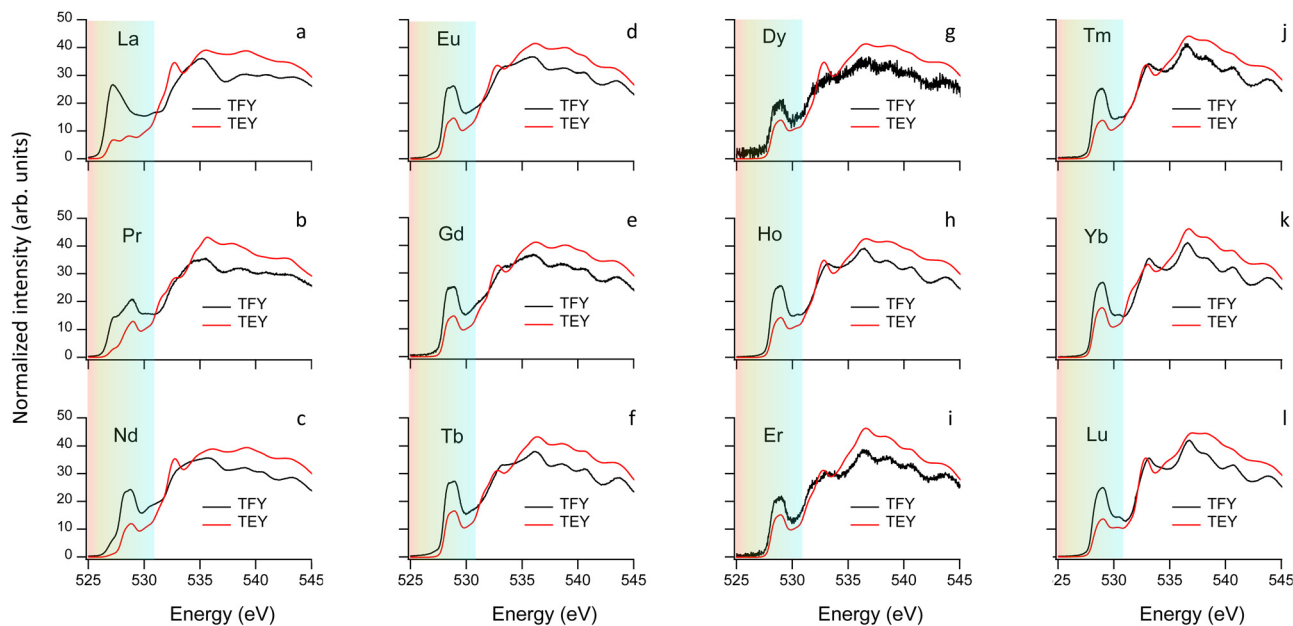 Normalized intensity (arb. units)
50
40
30
20
10
0
La
a
TFY
TEY
Eu
d
TFY
TEY
Dy
g
TFY
TEY
Tm
j
TFY
TEY
50
40
30
20
10
0
Pr
b
TFY
TEY
Gd
e
TFY
TEY
Ho
h
TFY
TEY
Yb
k
TFY
TEY
50
40
30
20
10
0
Nd
c
TFY
TEY
Tb
f
TFY
TEY
Er
i
TFY
TEY
Lu
l
TFY
TEY
525 530 535 540 545
525 530 535 540 545
525 530 535 540 545
25 530 535 540 545
Energy (eV)
Energy (eV)
Energy (eV)
Energy (eV)